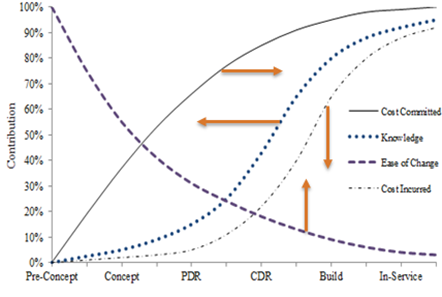 100%
90%
80%
70%
60%
50%
40%
30%
20%
10%
0%
Contribution
Pre-Concept Concept PDR CDR Build In-Service
Cost Committed
Knowledge
Ease of Change
Cost Incurred